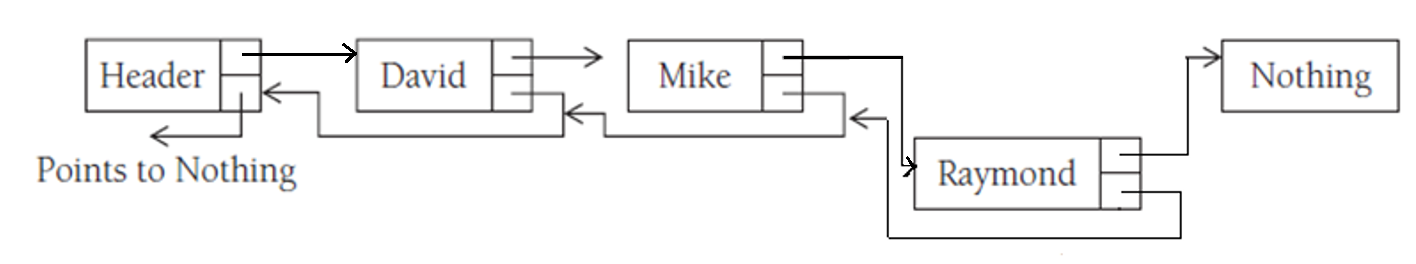 Header
David
Mike
Nothing
Points to Nothing
Raymond